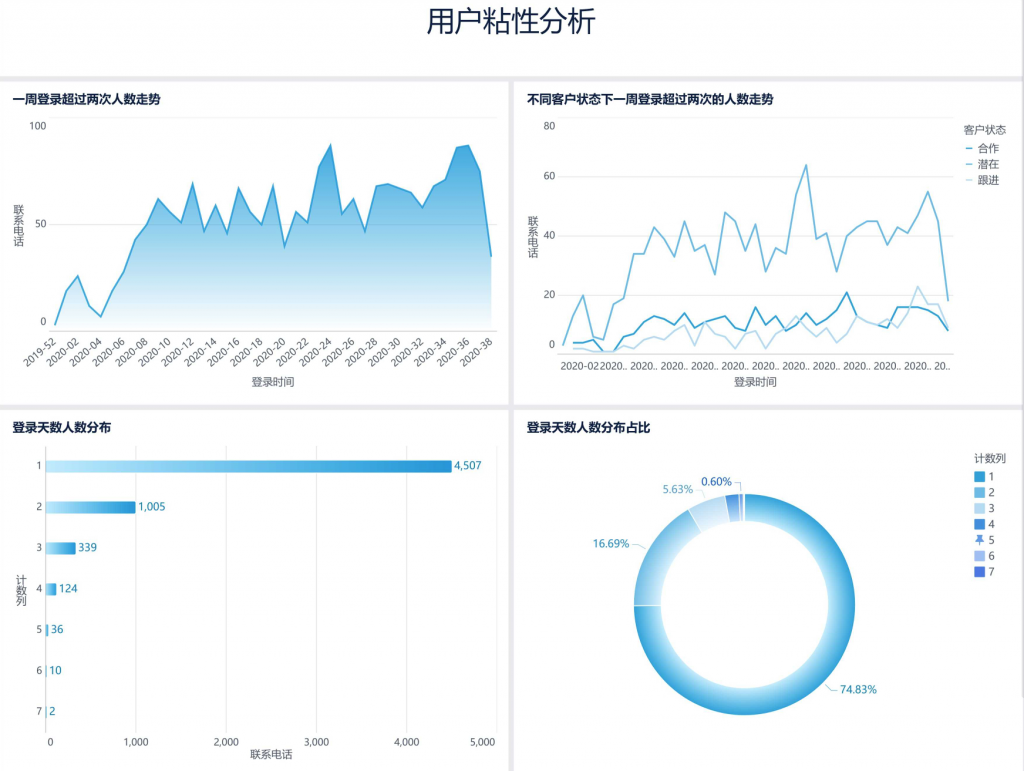 用户粘性分析
一周登录超过两次人数走势
100
50
0
联系电话
2019-52
2020-02
2020-04
2020-06
2020-08
2020-10
2020-12
2020-14
2020-16
2020-18
2020-20
2020-22
2020-24
2020-26
2020-28
2020-30
2020-32
2020-34
2020-36
2020-38
登录时间
不同客户状态下一周登录超过两次的人数走势
80
60
40
20
0
联系电话
2020-02 2020.. 2020.. 2020.. 2020.. 2020.. 2020.. 2020.. 2020.. 2020.. 2020.. 2020.. 20..
登录时间
客户状态
合作
潜在
跟进
登录天数人数分布
计数列
1 4,507
2 1,005
3 339
4 124
5 36
6 10
7 2
0 1,000 2,000 3,000 4,000 5,000
联系电话
登录天数人数分布占比
0.60%
5.63%
16.69%
74.83%
计数列
1
2
3
4
5
6
7